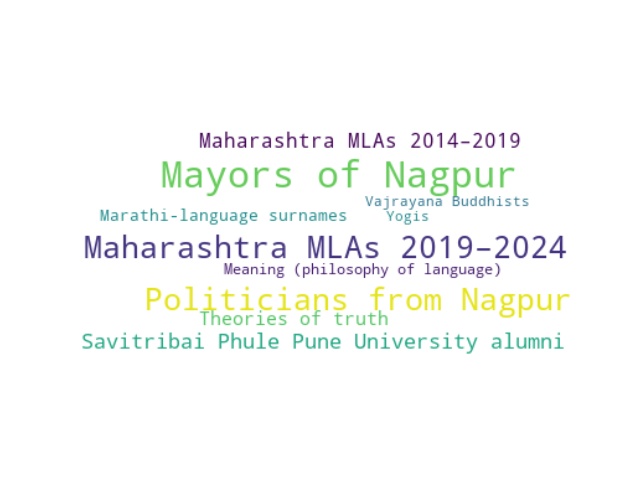 Maharashtra MLAs 2014–2019
Mayors of Nagpur
Vajrayana Buddhists
Marathi-language surnames
Yogis
Maharashtra MLAs 2019–2024
Meaning (philosophy of language)
Politicians from Nagpur
Theories of truth
Savitribai Phule Pune University alumni